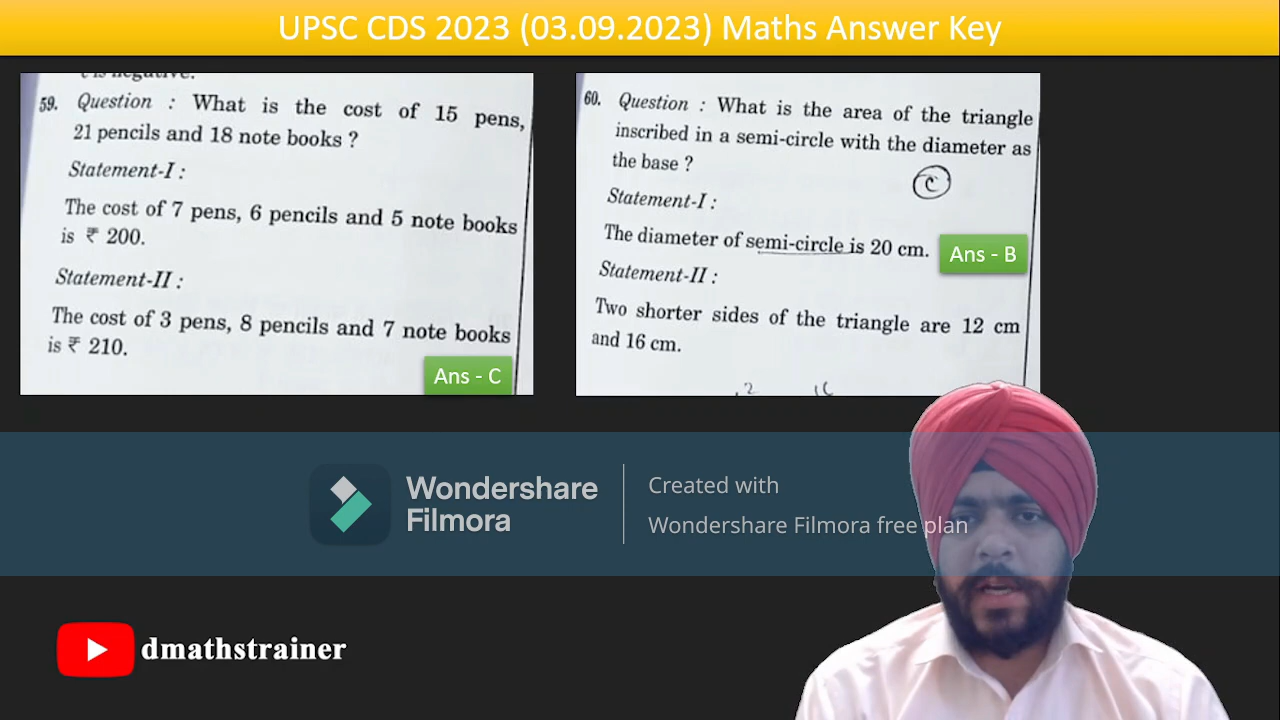 UPSC CDS 2023 (03.09.2023) Maths Answer Key
t is negative.
59. Question : What is the cost of 15 pens,
21 pencils and 18 note books ?
Statement-I :
The cost of 7 pens, 6 pencils and 5 note books
is ₹ 200.
Statement-II :
The cost of 3 pens, 8 pencils and 7 note books
is ₹ 210.
Ans - C
60. Question : What is the area of the triangle
inscribed in a semi-circle with the diameter as
the base ?
C
Statement-I :
The diameter of semi-circle is 20 cm.
Ans - B
Statement-II :
Two shorter sides of the triangle are 12 cm
and 16 cm.
Wondershare
Filmora
Created with
Wondershare Filmora free plan
dmathstrainer